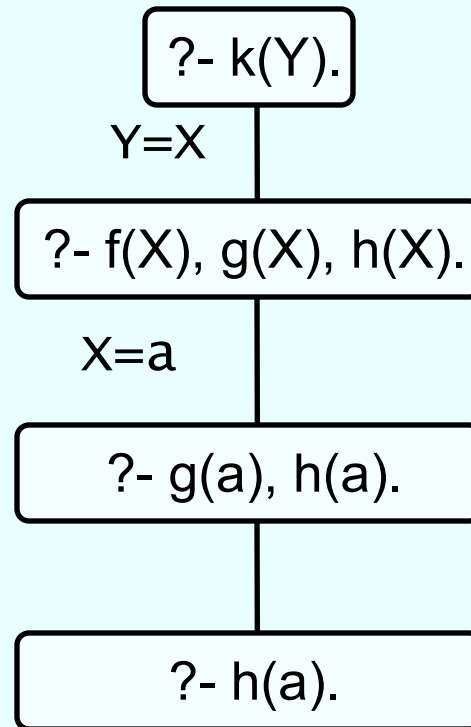 ?- k(Y).
Y=X
?- f(X), g(X), h(X).
X=a
?- g(a), h(a).
?- h(a).